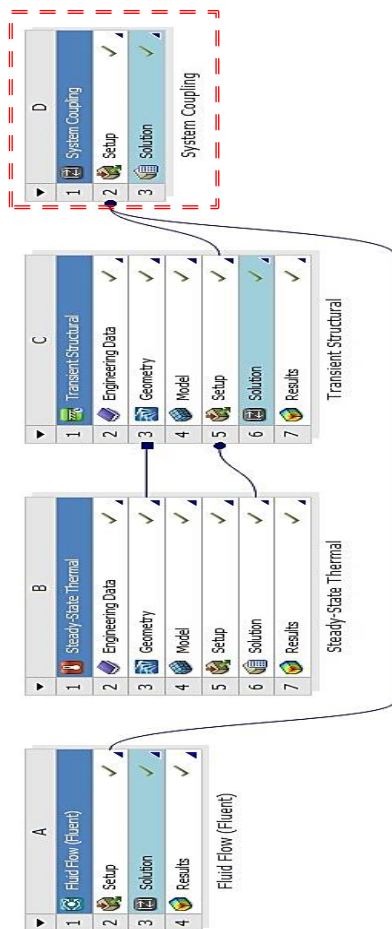 A
1 Fluid Flow (Fluent)
2 Setup
3 Solution
4 Results
Fluid Flow (Fluent)
B
1 Steady-State Thermal
2 Engineering Data
3 Geometry
4 Model
5 Setup
6 Solution
7 Results
Steady-State Thermal
C
1 Transient Structural
2 Engineering Data
3 Geometry
4 Model
5 Setup
6 Solution
7 Results
Transient Structural
D
1 System Coupling
2 Setup
3 Solution
System Coupling